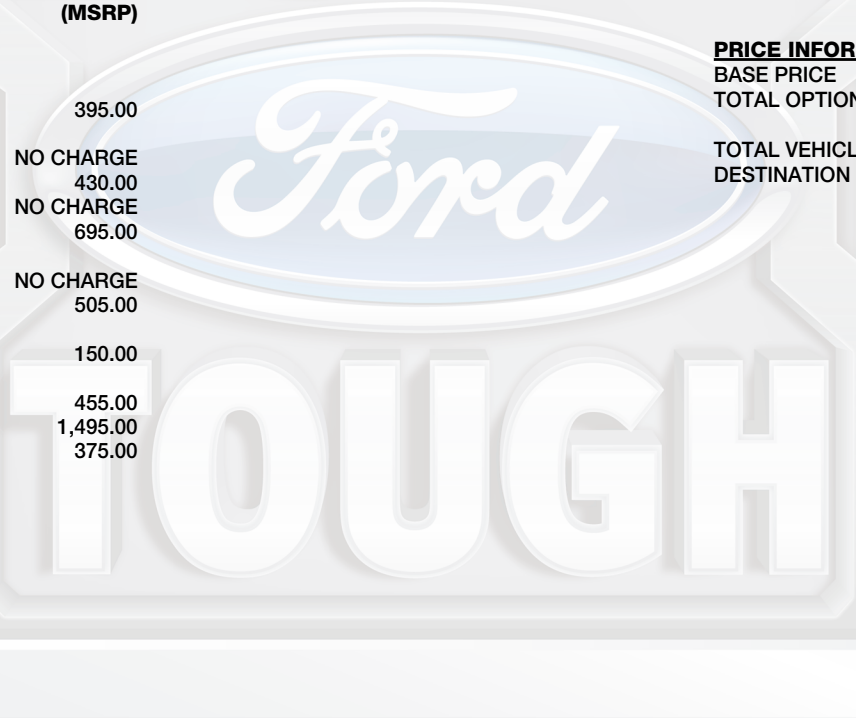 (MSRP)
395.00
NO CHARGE
430.00
NO CHARGE
695.00
NO CHARGE
505.00
150.00
455.00
1,495.00
375.00
PRICE INFOR
BASE PRICE
TOTAL OPTION
TOTAL VEHICL
DESTINATION
Ford
TOUGH